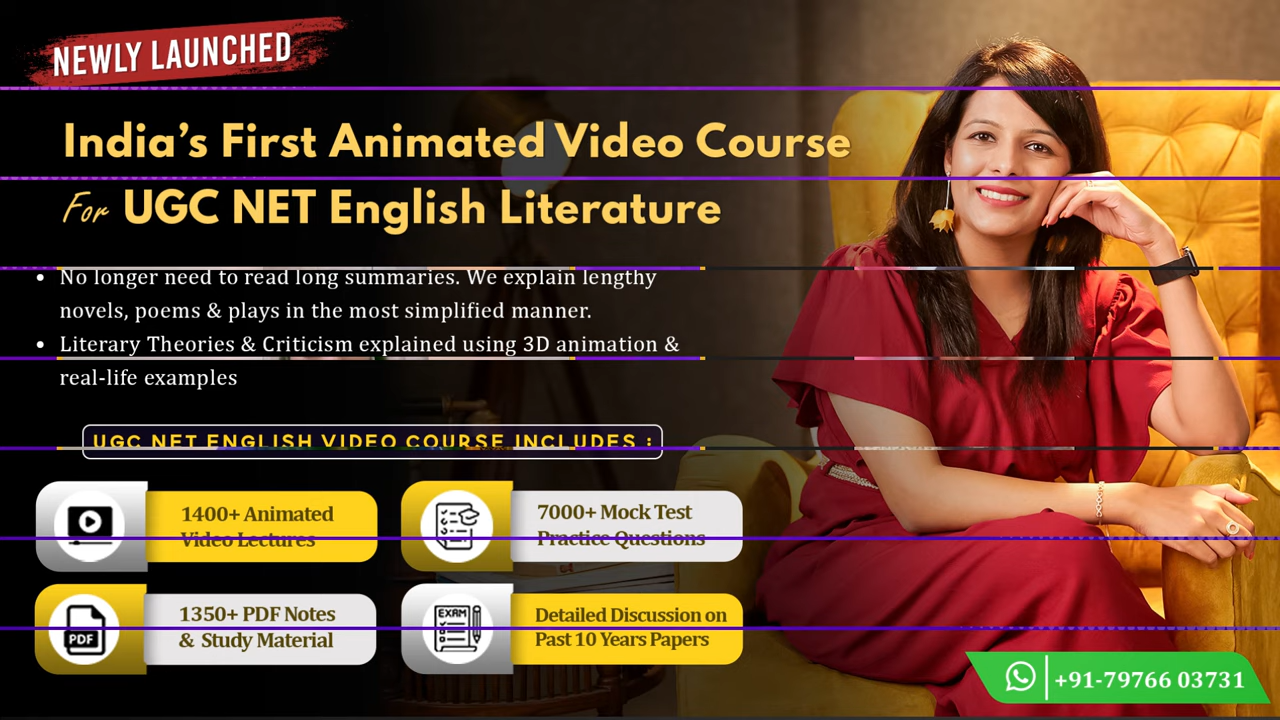 NEWLY LAUNCHED
India's First Animated Video Course
For UGC NET English Literature
• No longer need to read long summaries. We explain lengthy
novels, poems & plays in the most simplified manner.
• Literary Theories & Criticism explained using 3D animation &
real-life examples
UGC NET ENGLISH VIDEO COURSE INCLUDES :
1400+ Animated
Video Lectures
7000+ Mock Test
Practice Questions
PDF
1350+ PDF Notes
& Study Material
EXAM
Detailed Discussion on
Past 10 Years Papers
+91-79766 03731